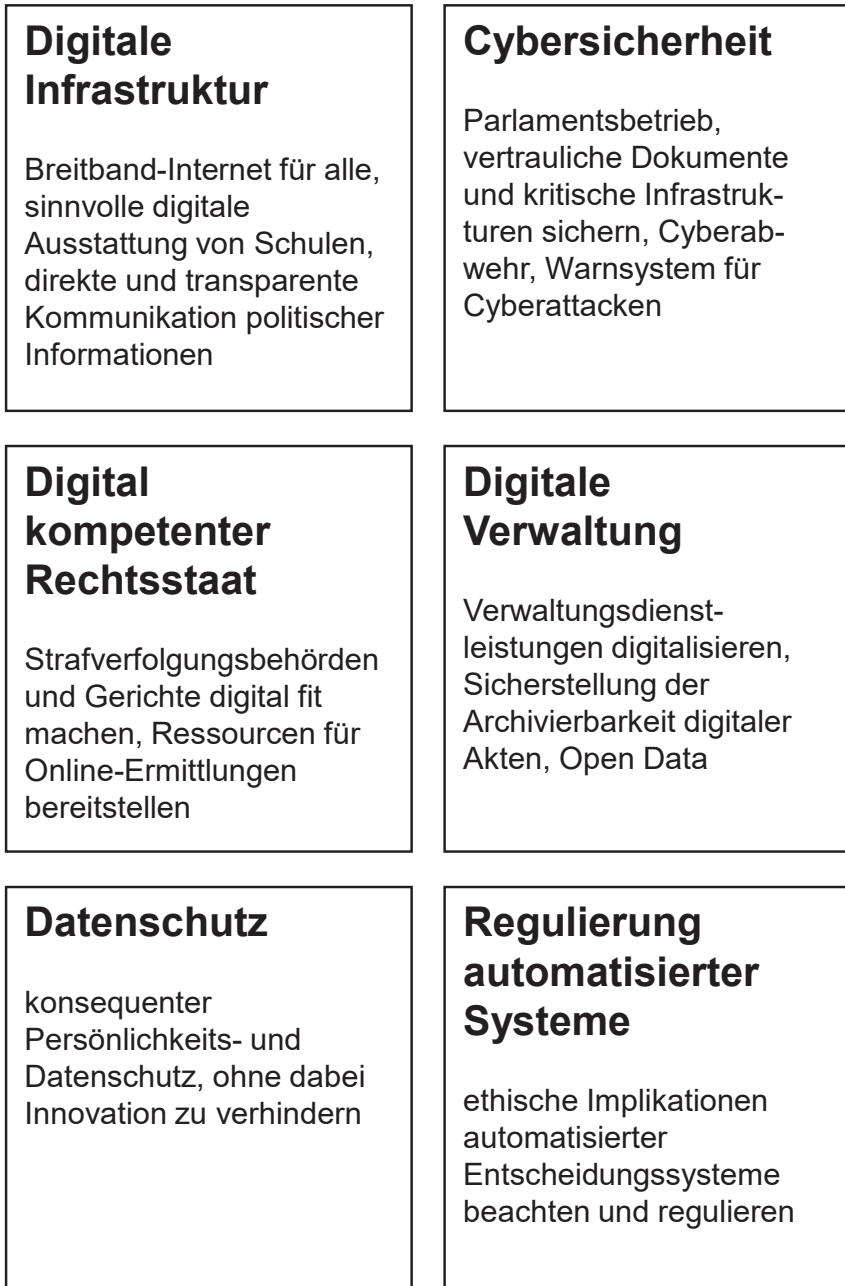 Digitale
Infrastruktur
Breitband-Internet für alle,
sinnvolle digitale
Ausstattung von Schulen,
direkte und transparente
Kommunikation politischer
Informationen
Cybersicherheit
Parlamentsbetrieb,
vertrauliche Dokumente
und kritische Infrastruk-
turen sichern, Cyberab-
wehr, Warnsystem für
Cyberattacken
Digital
kompetenter
Rechtsstaat
Strafverfolgungsbehörden
und Gerichte digital fit
machen, Ressourcen für
Online-Ermittlungen
bereitstellen
Digitale
Verwaltung
Verwaltungsdienst-
leistungen digitalisieren,
Sicherstellung der
Archivierbarkeit digitaler
Akten, Open Data
Datenschutz
konsequenter
Persönlichkeits- und
Datenschutz, ohne dabei
Innovation zu verhindern
Regulierung
automatisierter
Systeme
ethische Implikationen
automatisierter
Entscheidungssysteme
beachten und regulieren